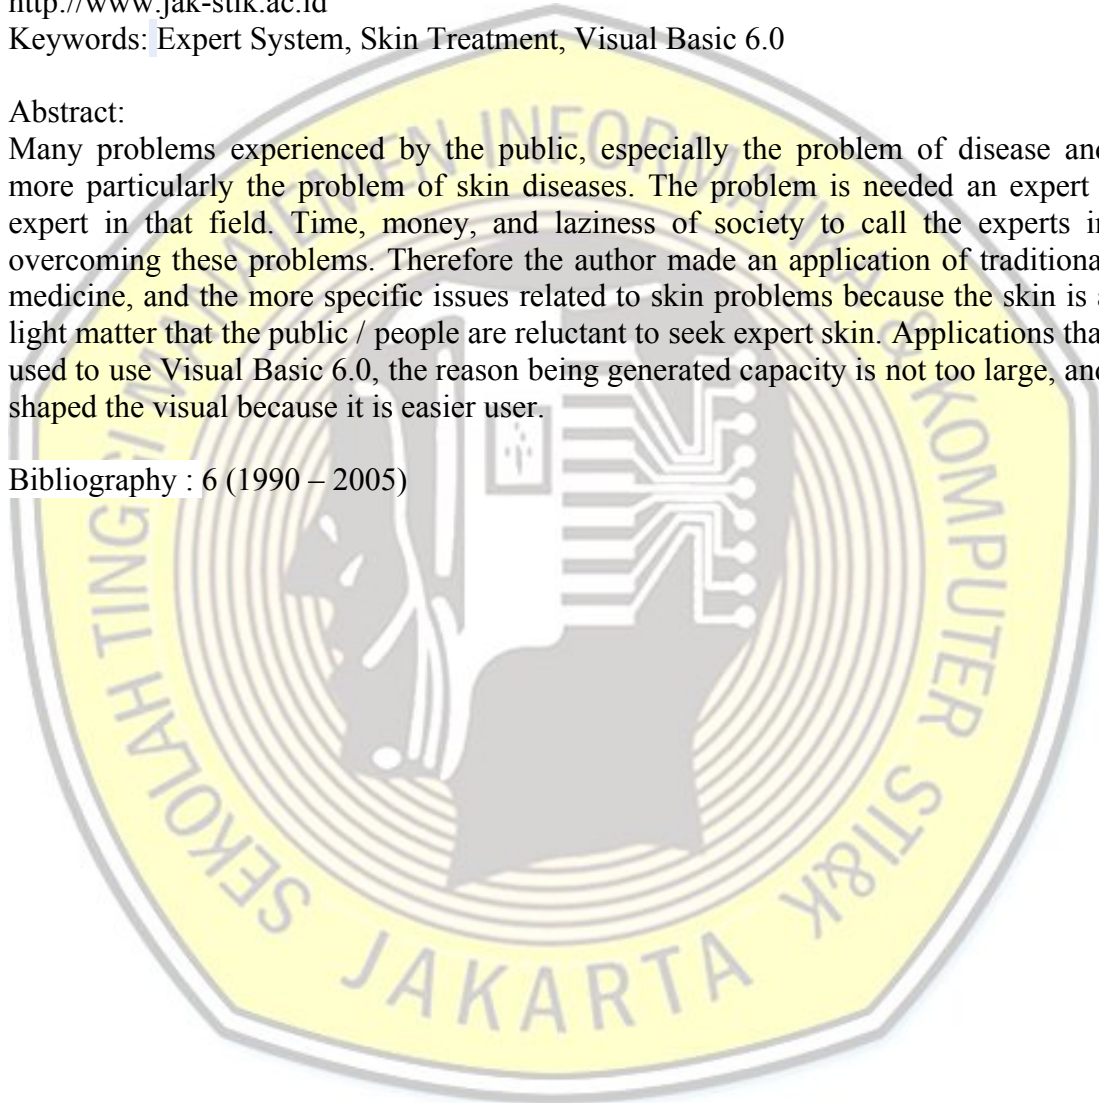 http://www.jak-stik.ac.id
Keywords: Expert System, Skin Treatment, Visual Basic 6.0
Abstract:
Many problems experienced by the public, especially the problem of disease and
more particularly the problem of skin diseases. The problem is needed an expert
expert in that field. Time, money, and laziness of society to call the experts in
overcoming these problems. Therefore the author made an application of traditiona
medicine, and the more specific issues related to skin problems because the skin is a
light matter that the public / people are reluctant to seek expert skin. Applications tha
used to use Visual Basic 6.0, the reason being generated capacity is not too large, and
shaped the visual because it is easier user.
Bibliography : 6 (1990 – 2005)
SEKOLAH TINGGI MANAJEMEN INFORMATIKA & KOMPUTER STI&K
JAKARTA